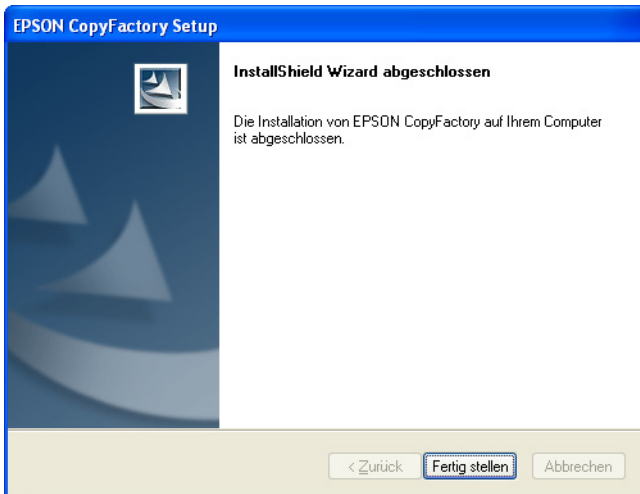 EPSON CopyFactory Setup
InstallShield Wizard abgeschlossen
Die Installation von EPSON CopyFactory auf Ihrem Computer
ist abgeschlossen.
< Zurück
Fertig stellen
Abbrechen